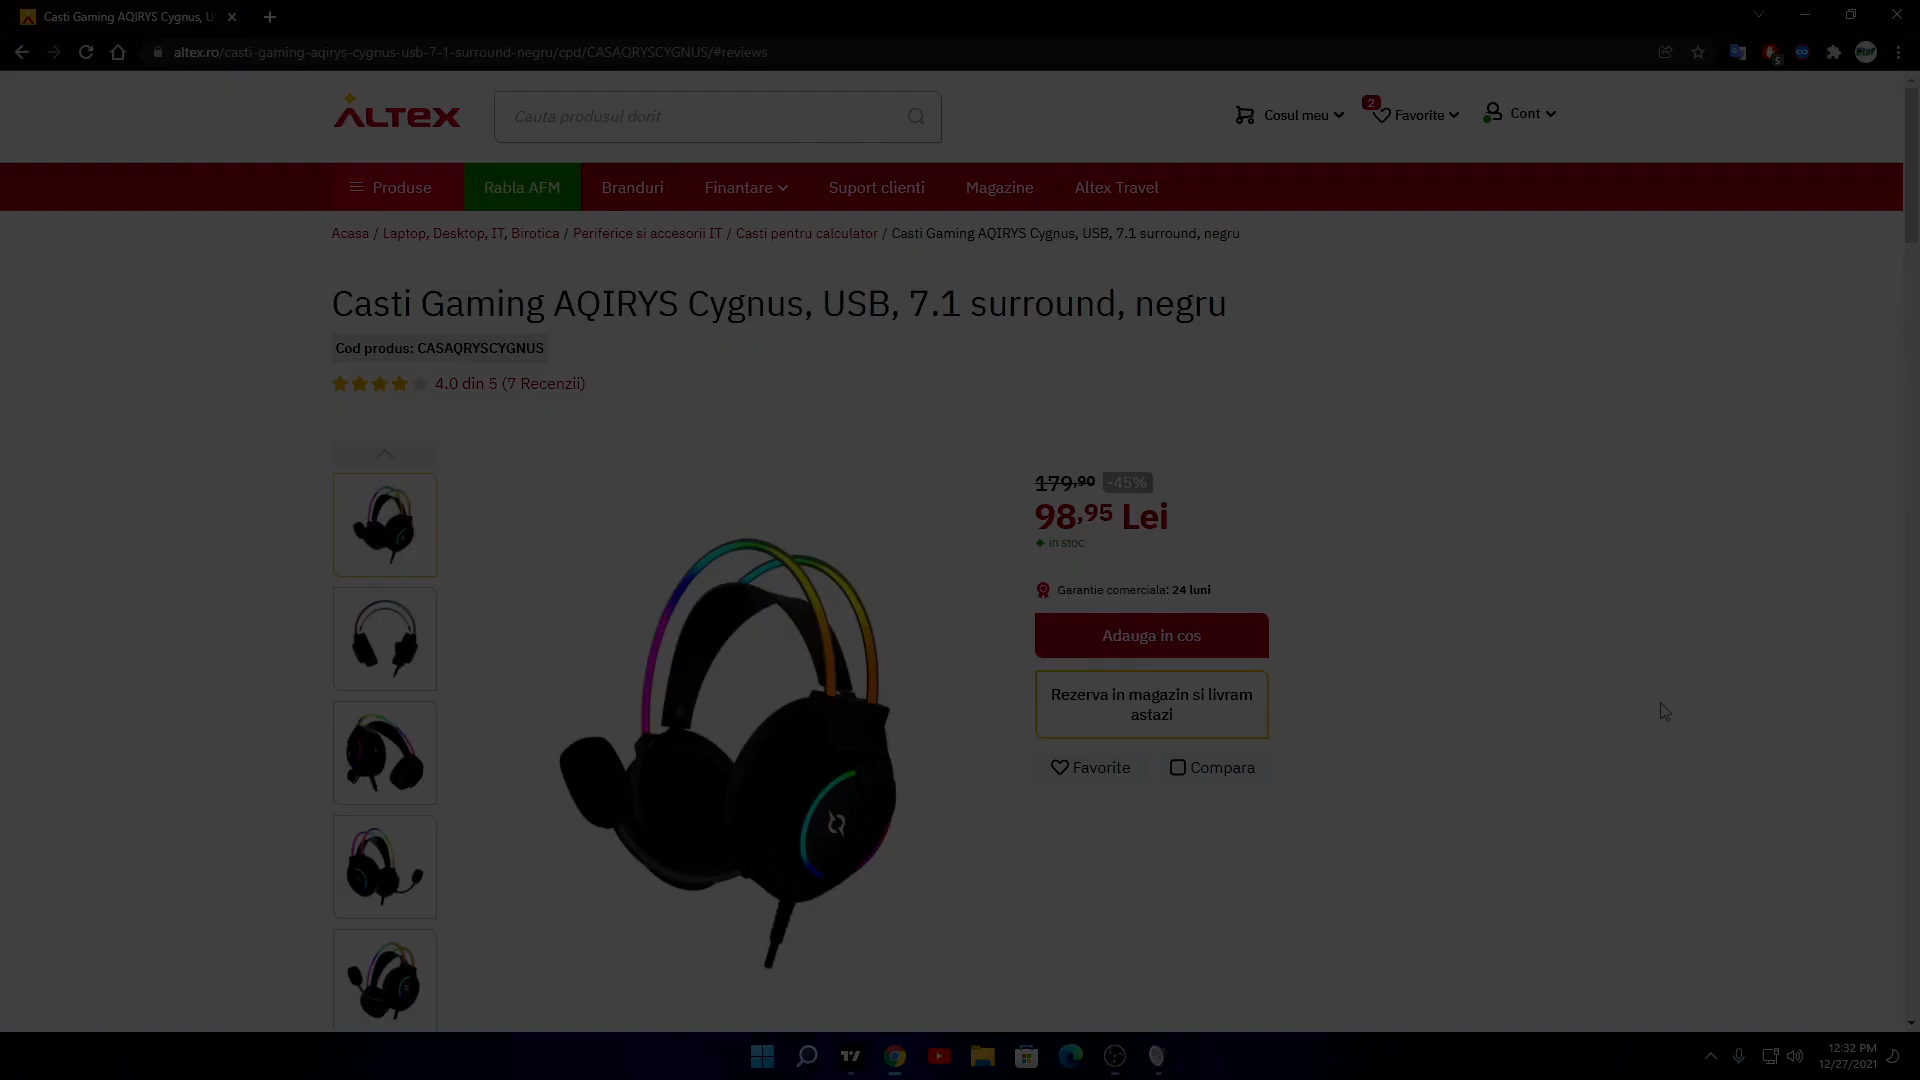 Casti Gaming AQIRYS Cygnus, U
altex.ro/casti-gaming-aqirys-cygnus-usb-7-1-surround-negru/cpd/CASAQRYSCYGNUS/#reviews
5
ALTEX
Cauta produsul dorit
Cosul meu
2
Favorite
Cont
Produse
Rabla AFM
Branduri
Finantare
Suport clienti
Magazine
Altex Travel
Acasa / Laptop, Desktop, IT, Birotica / Periferice si accesorii IT / Casti pentru calculator / Casti Gaming AQIRYS Cygnus, USB, 7.1 surround, negru
Casti Gaming AQIRYS Cygnus, USB, 7.1 surround, negru
Cod produs: CASAQRYSCYGNUS
4.0 din 5 (7 Recenzii)
179,90 -45%
98,95 Lei
in stoc
Garantie comerciala: 24 luni
Adauga in cos
Rezerva in magazin si livram
astazi
Favorite
Compara
12:32 PM
12/27/2021